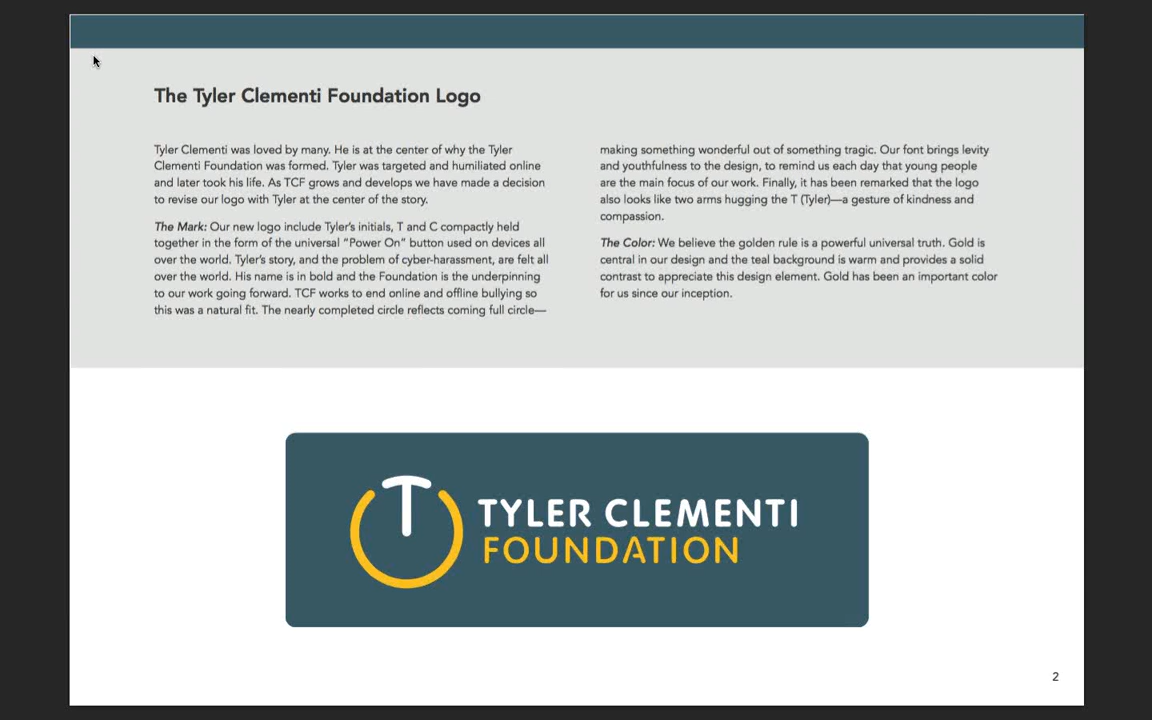 The Tyler Clementi Foundation Logo
Tyler Clementi was loved by many. He is at the center of why the Tyler
Clementi Foundation was formed. Tyler was targeted and humiliated online
and later took his life. As TCF grows and develops we have made a decision
to revise our logo with Tyler at the center of the story.
The Mark: Our new logo include Tyler's initials, T and C compactly held
together in the form of the universal "Power On" button used on devices all
over the world. Tyler's story, and the problem of cyber-harassment, are felt all
over the world. His name is in bold and the Foundation is the underpinning
to our work going forward. TCF works to end online and offline bullying so
this was a natural fit. The nearly completed circle reflects coming full circle—
making something wonderful out of something tragic. Our font brings levity
and youthfulness to the design, to remind us each day that young people
are the main focus of our work. Finally, it has been remarked that the logo
also looks like two arms hugging the T (Tyler)—a gesture of kindness and
compassion.
The Color: We believe the golden rule is a powerful universal truth. Gold is
central in our design and the teal background is warm and provides a solid
contrast to appreciate this design element. Gold has been an important color
for us since our inception.
T
TYLER CLEMENTI
FOUNDATION
2